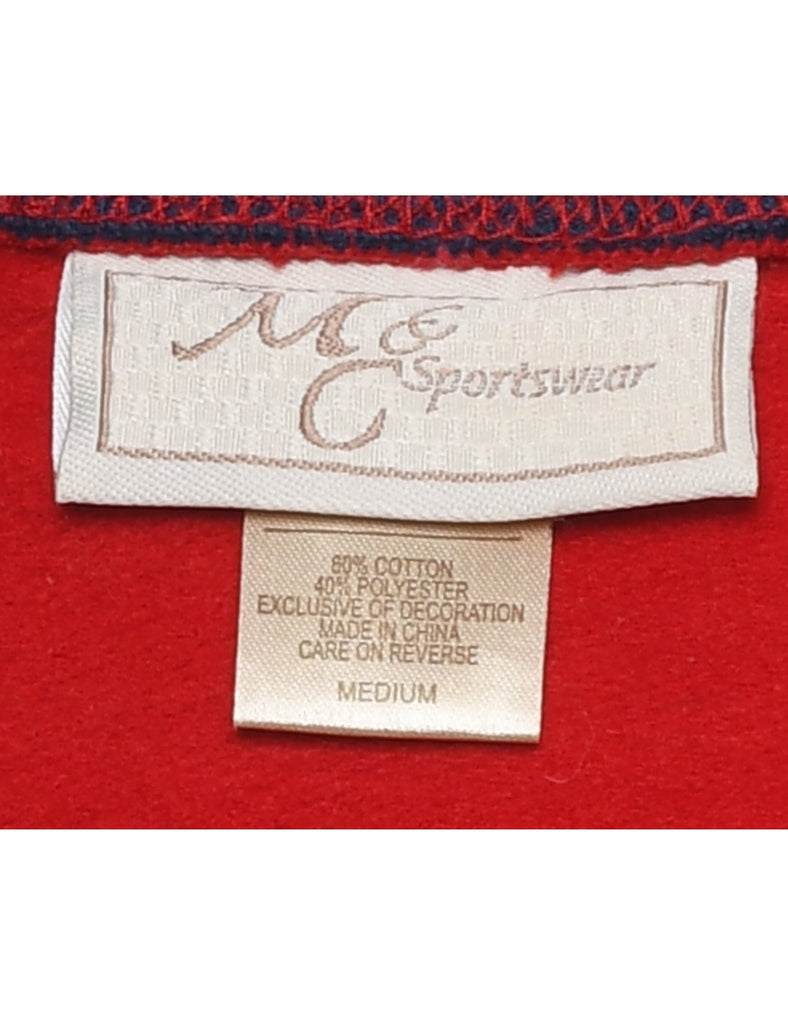 M & C Sportswear
60% COTTON
40% POLYESTER
EXCLUSIVE OF DECORATION
MADE IN CHINA
CARE ON REVERSE
MEDIUM